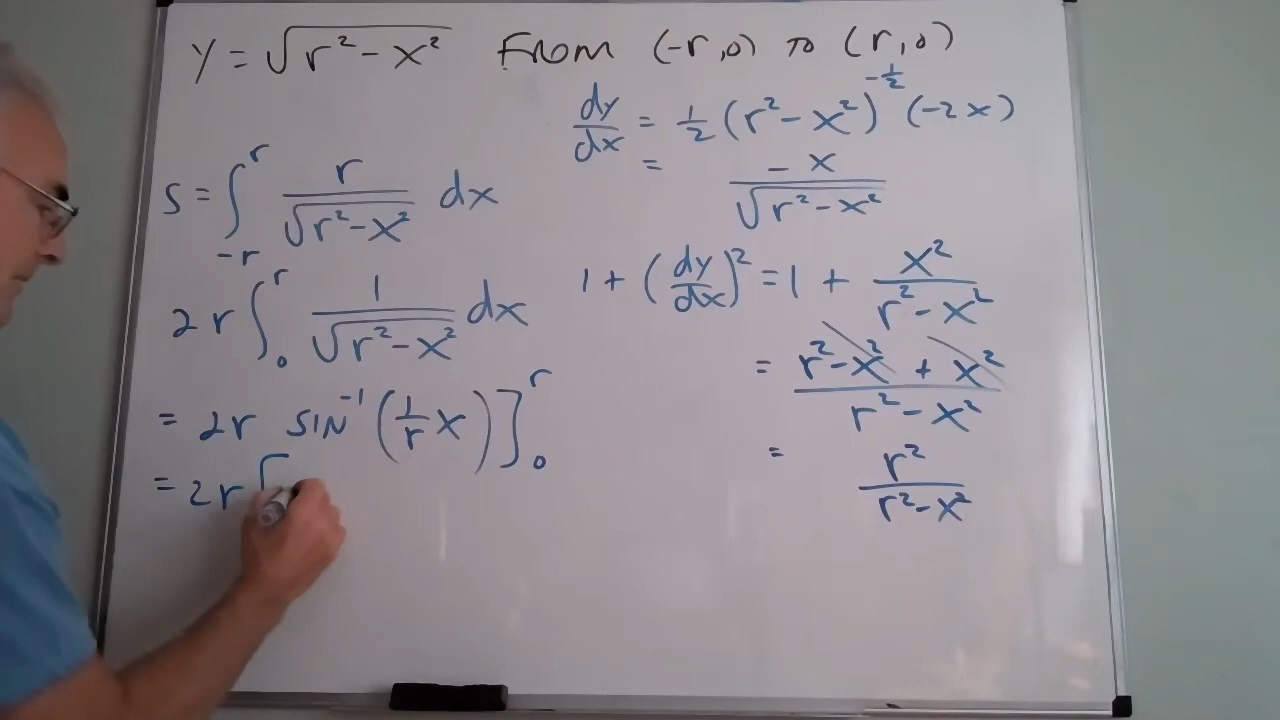 y = √(r² − x²) FROM (-r,0) TO (r,0)
dy/dx = 1/2 (r² − x²)^(-1/2) (-2x)
= -x/√(r² − x²)
S = ∫_{-r}^{r} r/√(r² − x²) dx
1 + (dy/dx)² = 1 + x²/(r² − x²)
2r ∫_0^r 1/√(r² − x²) dx
= (r² − x² + x²)/(r² − x²)
= 2r SIN⁻¹(1/r x)]_0^r
= r²/(r² − x²)
= 2r [